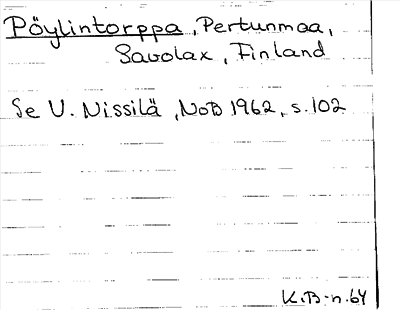 Pöylintorppa, Pertunmaa,
Savolax, Finland
Se V. Nissilä, NoB 1962, s. 102
K.B-n. 64